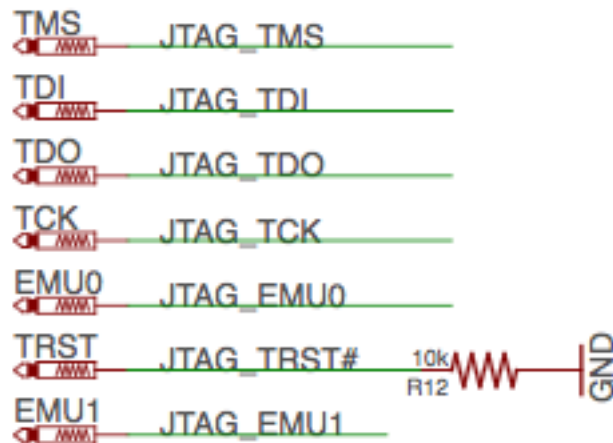 TMS JTAG_TMS
TDI JTAG_TDI
TDO JTAG_TDO
TCK JTAG_TCK
EMU0 JTAG_EMU0
TRST JTAG_TRST# 10k
R12
GND
EMU1 JTAG_EMU1